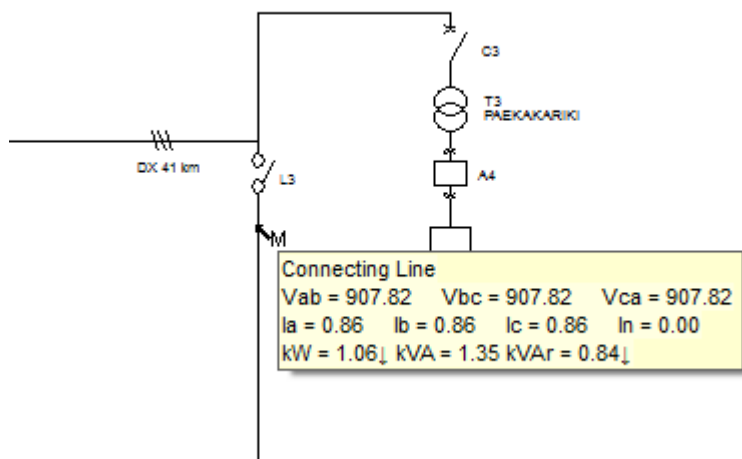 C3
T3
PAEKAKARIKI
DX 41 km
L3
A4
M
Connecting Line
Vab = 907.82 Vbc = 907.82 Vca = 907.82
Ia = 0.86 Ib = 0.86 Ic = 0.86 In = 0.00
kW = 1.06↓ kVA = 1.35 kVAr = 0.84↓